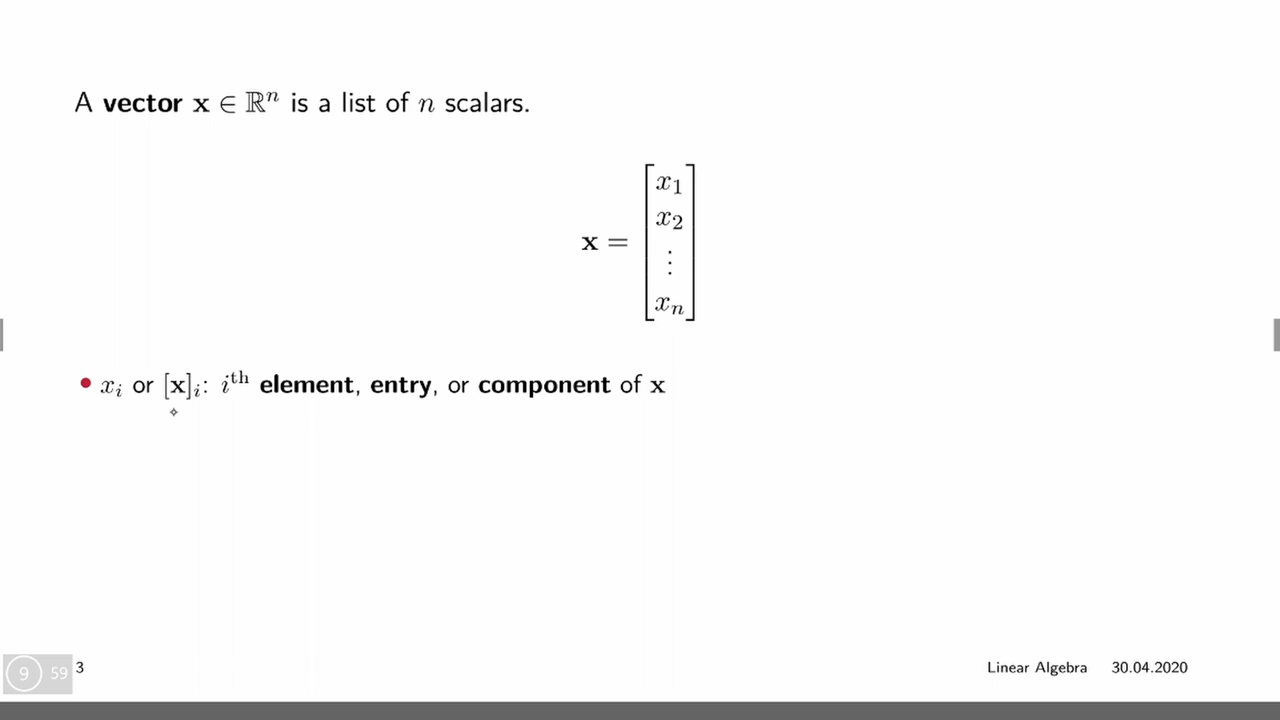 A vector x ∈ ℝⁿ is a list of n scalars.
x = [x₁
x₂
⋮
xₙ]
• xᵢ or [x]ᵢ: iᵗʰ element, entry, or component of x
9 59 3 Linear Algebra 30.04.2020